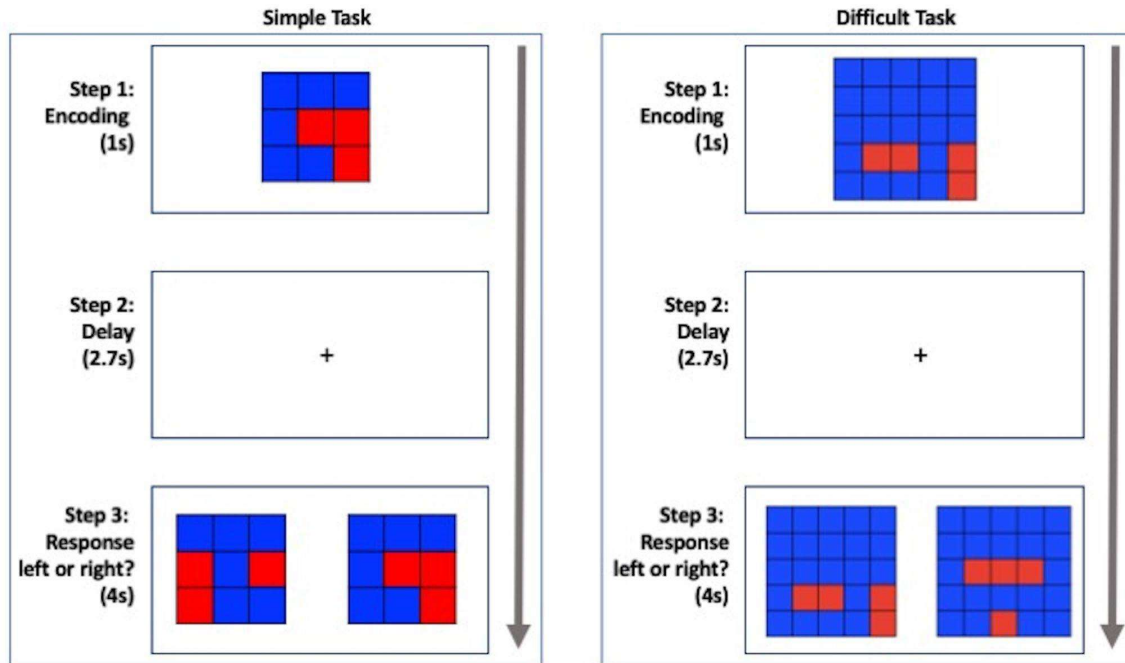 Simple Task
Step 1:
Encoding
(1s)
Step 2:
Delay
(2.7s)
+
Step 3:
Response
left or right?
(4s)
Difficult Task
Step 1:
Encoding
(1s)
Step 2:
Delay
(2.7s)
+
Step 3:
Response
left or right?
(4s)